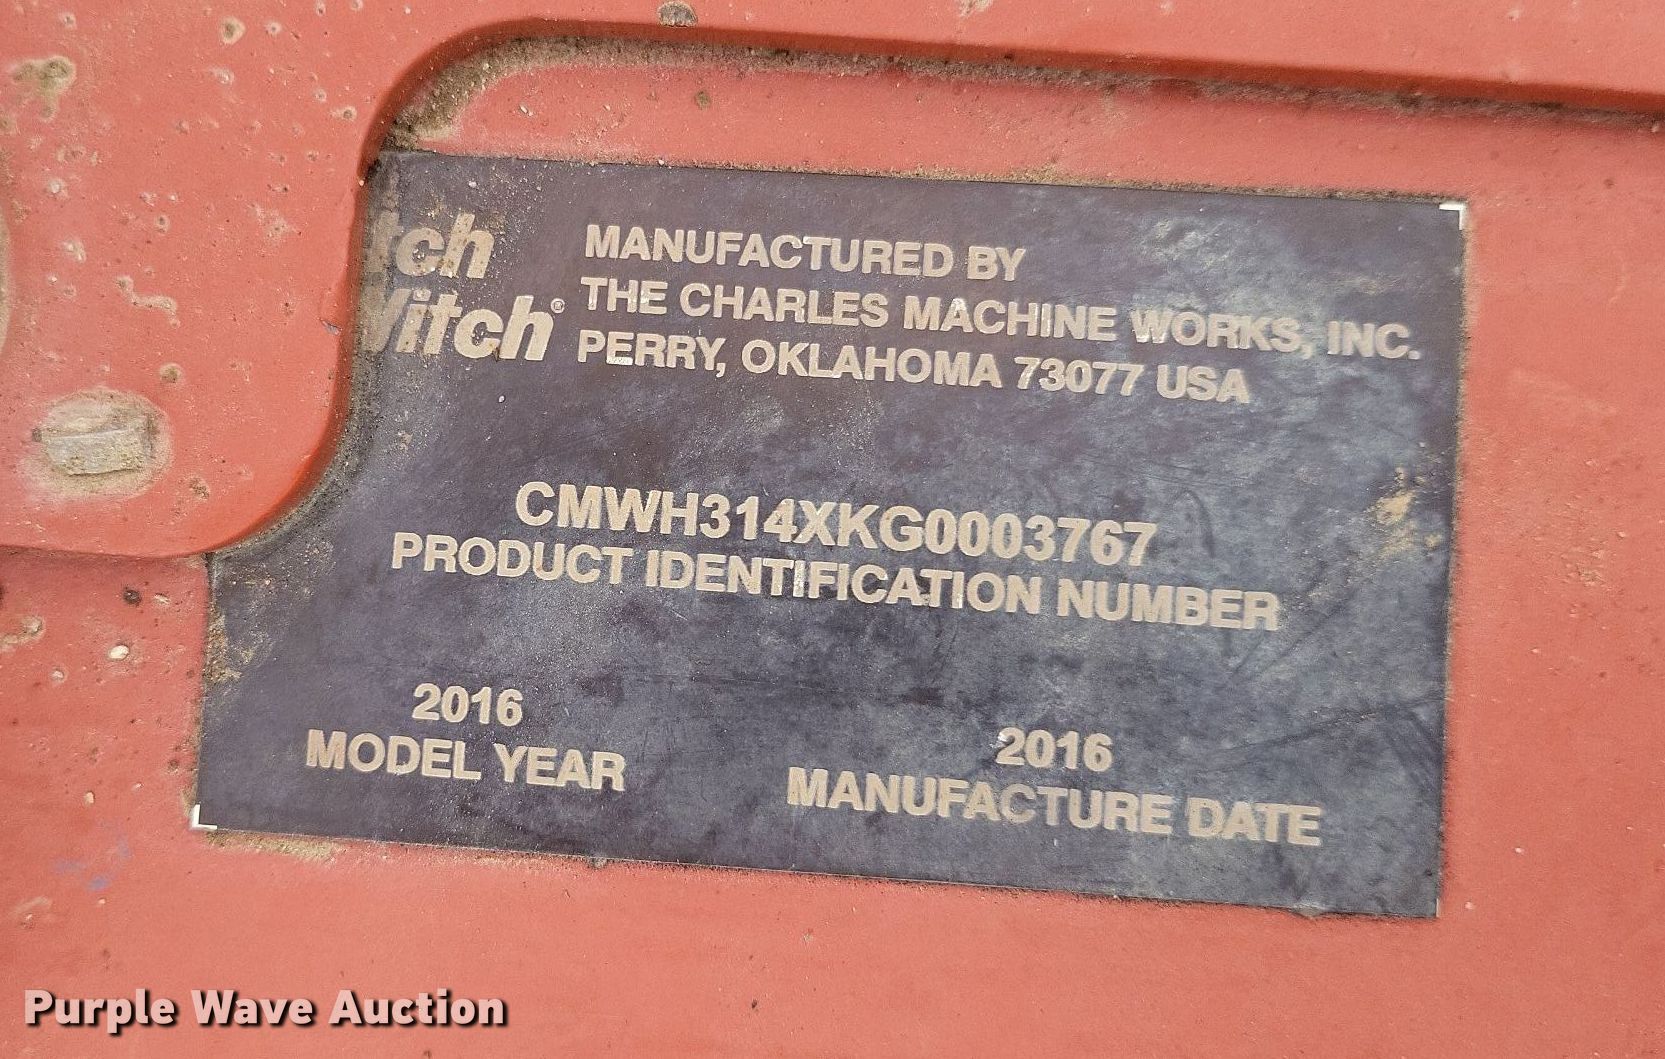 tch
Witch®
MANUFACTURED BY
THE CHARLES MACHINE WORKS, INC.
PERRY, OKLAHOMA 73077 USA
CMWH314XKG0003767
PRODUCT IDENTIFICATION NUMBER
2016
MODEL YEAR
2016
MANUFACTURE DATE
Purple Wave Auction